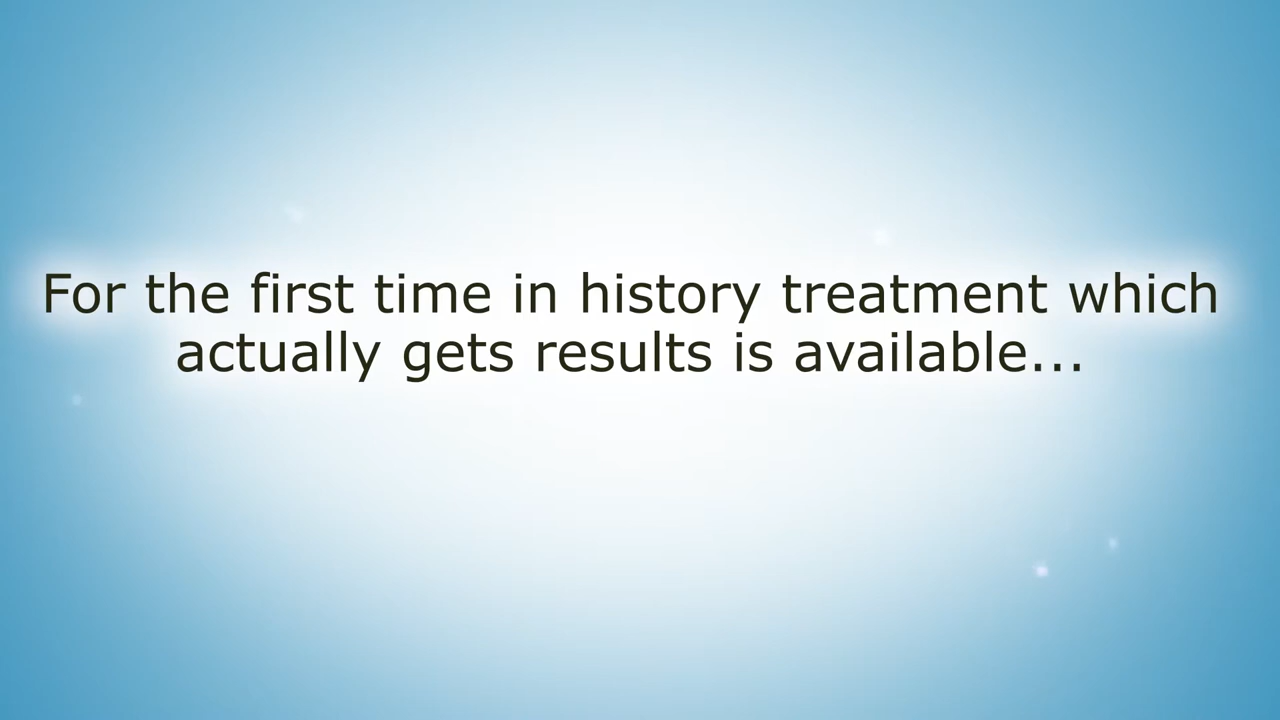 For the first time in history treatment which
actually gets results is available...